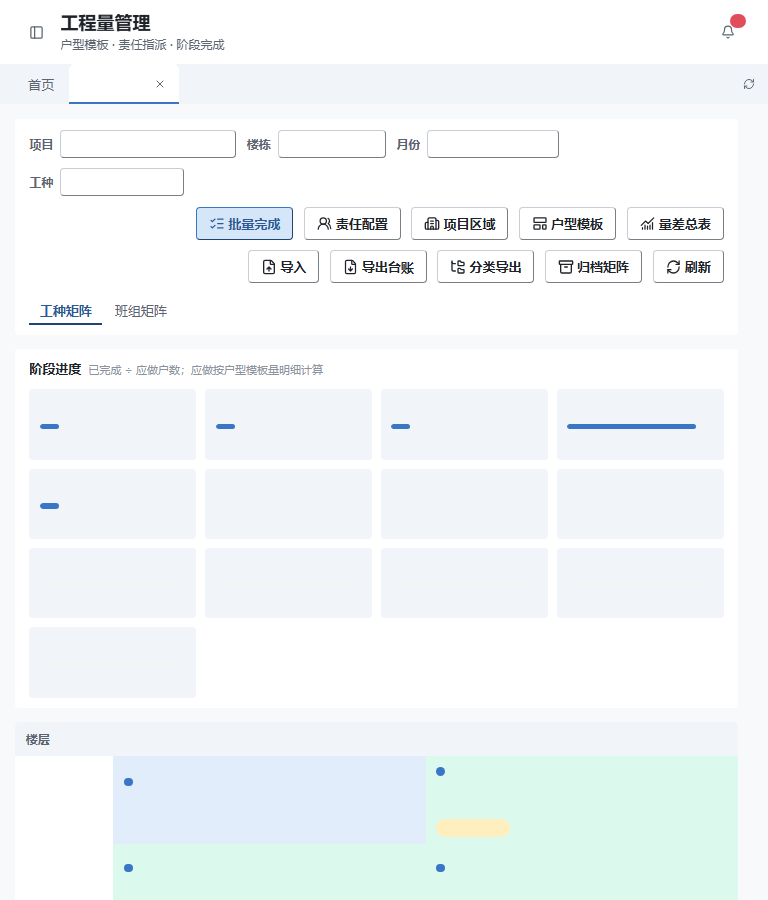 工程量管理
户型模板 · 责任指派 · 阶段完成
首页
项目
楼栋
月份
工种
批量完成
责任配置
项目区域
户型模板
量差总表
导入
导出台账
分类导出
归档矩阵
刷新
工种矩阵
班组矩阵
阶段进度 已完成 ÷ 应做户数；应做按户型模板量明细计算
楼层